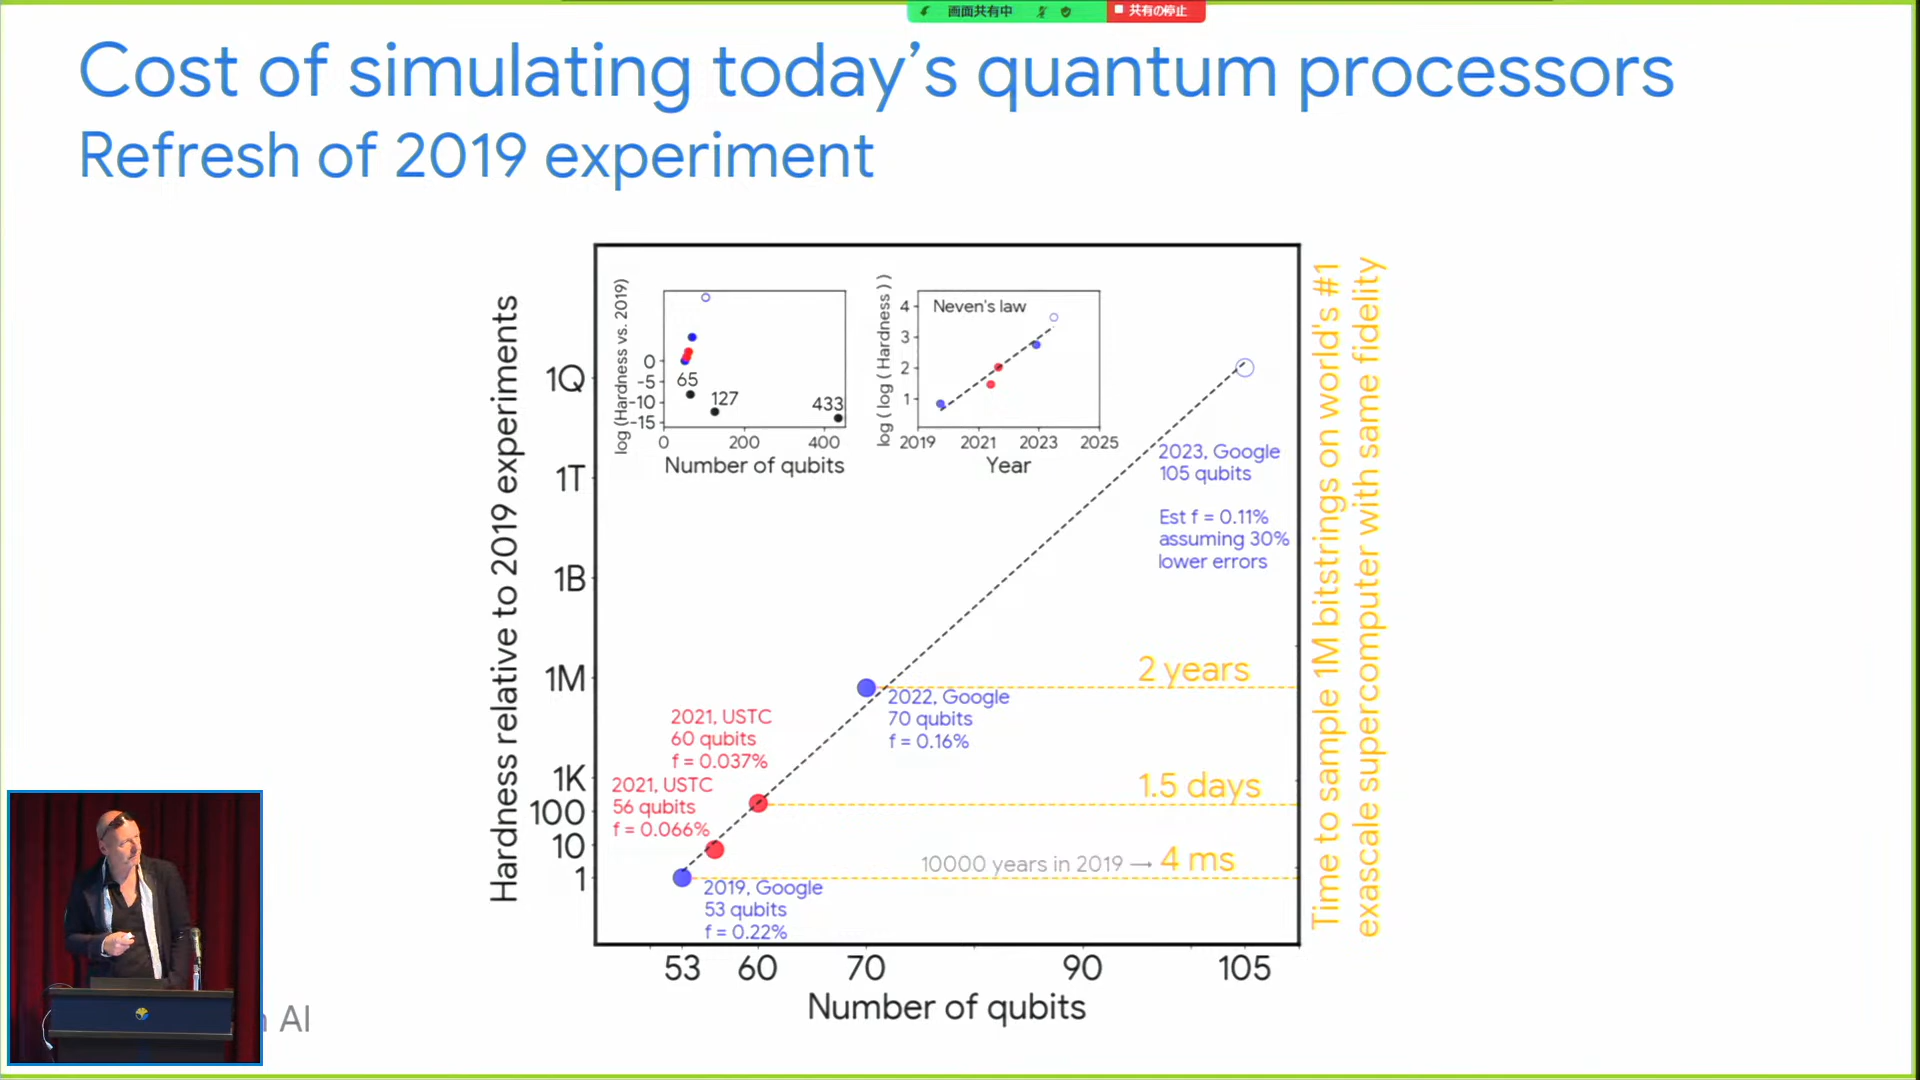 画面共有中
共有の停止
Cost of simulating today’s quantum processors
Refresh of 2019 experiment
Hardness relative to 2019 experiments
1Q
1T
1B
1M
1K
100
10
1
log (Hardness vs. 2019)
0
-5
-10
-15
65
127
433
0
200
400
Number of qubits
log ( log ( Hardness ) )
Neven's law
4
3
2
1
2019
2021
2023
2025
Year
2023, Google
105 qubits
Est f = 0.11%
assuming 30%
lower errors
2 years
2022, Google
70 qubits
f = 0.16%
2021, USTC
60 qubits
f = 0.037%
2021, USTC
56 qubits
f = 0.066%
1.5 days
10000 years in 2019 → 4 ms
2019, Google
53 qubits
f = 0.22%
53
60
70
90
105
Number of qubits
Time to sample 1M bitstrings on world's #1
exascale supercomputer with same fidelity
AI